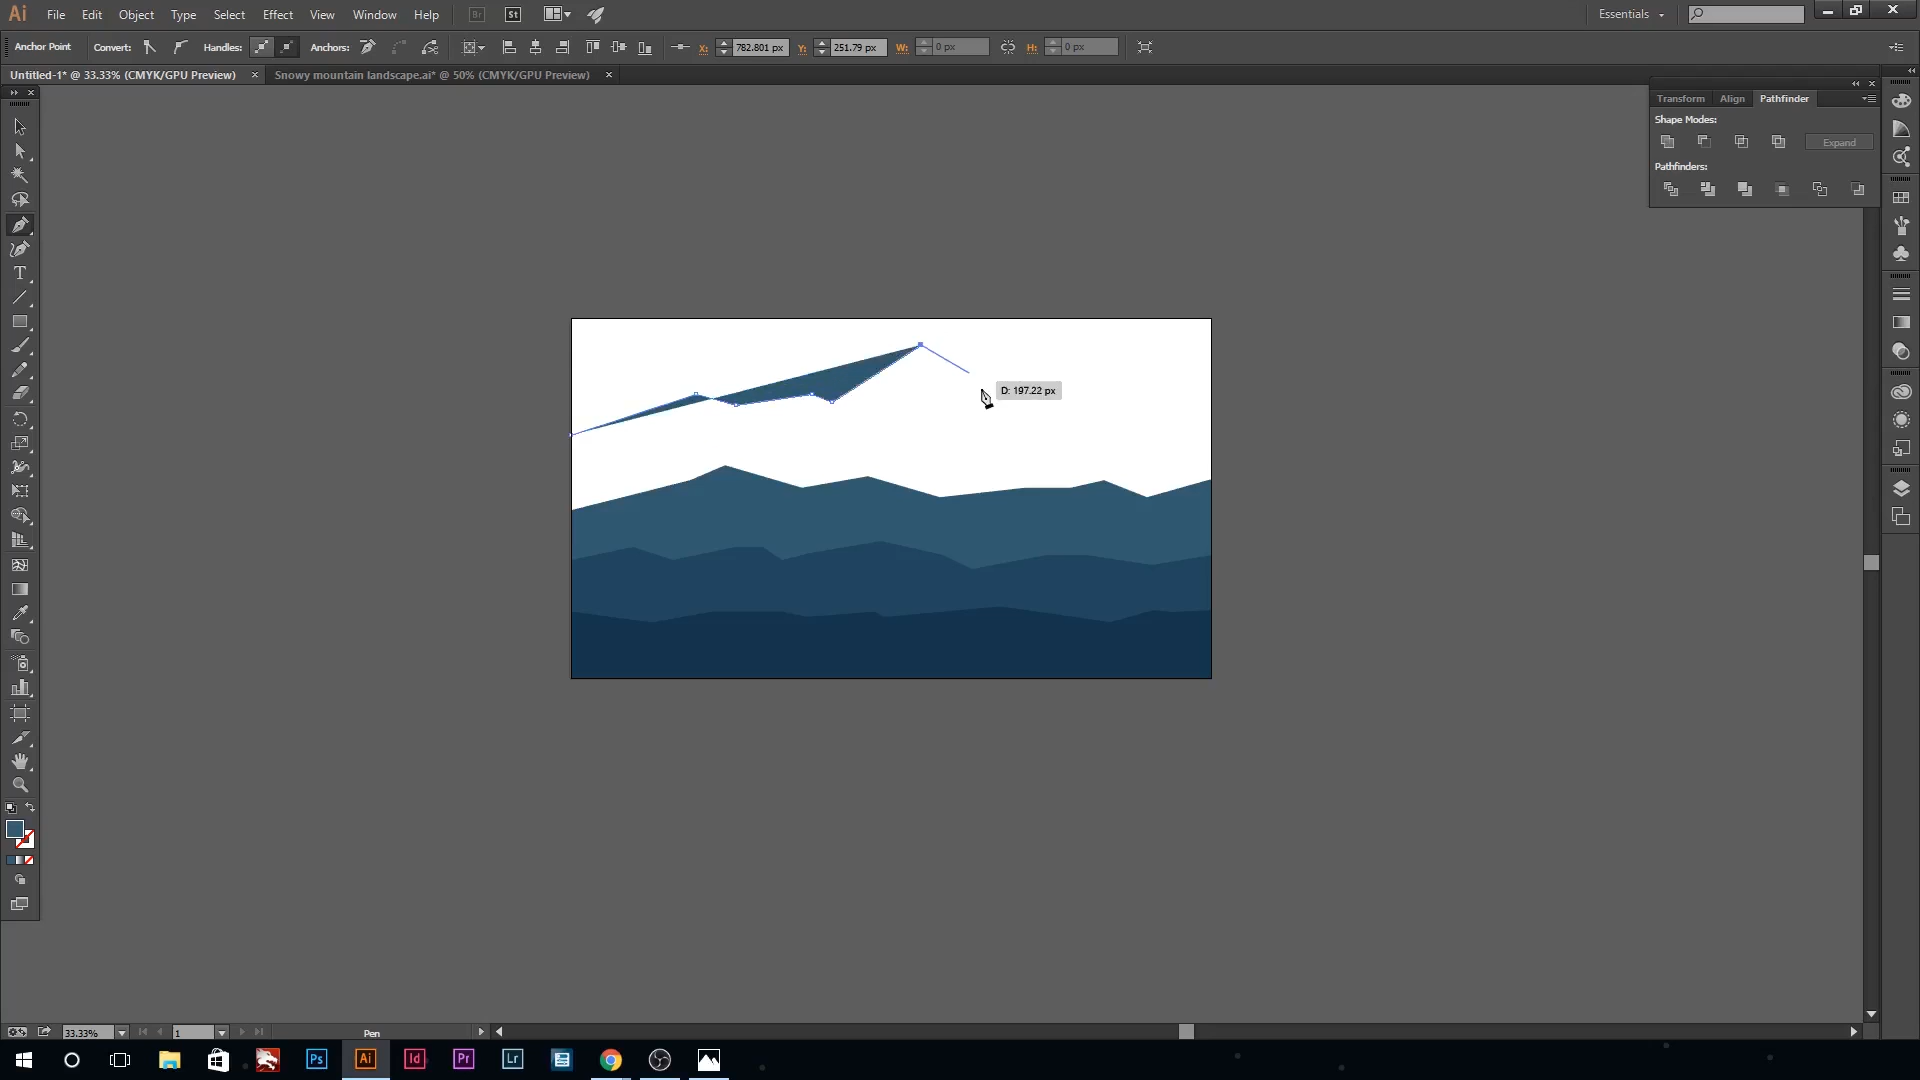 Ai File Edit Object Type Select Effect View Window Help Br St Essentials
Anchor Point Convert: Handles: Anchors: X: 782.801 px Y: 251.79 px W: 0 px H: 0 px
Untitled-1* @ 33.33% (CMYK/GPU Preview) × Snowy mountain landscape.ai* @ 50% (CMYK/GPU Preview) ×
Transform Align Pathfinder
Shape Modes:
Expand
Pathfinders:
D: 197.22 px
T
33.33% 1 Pen
Ps Ai Id Pr Lr